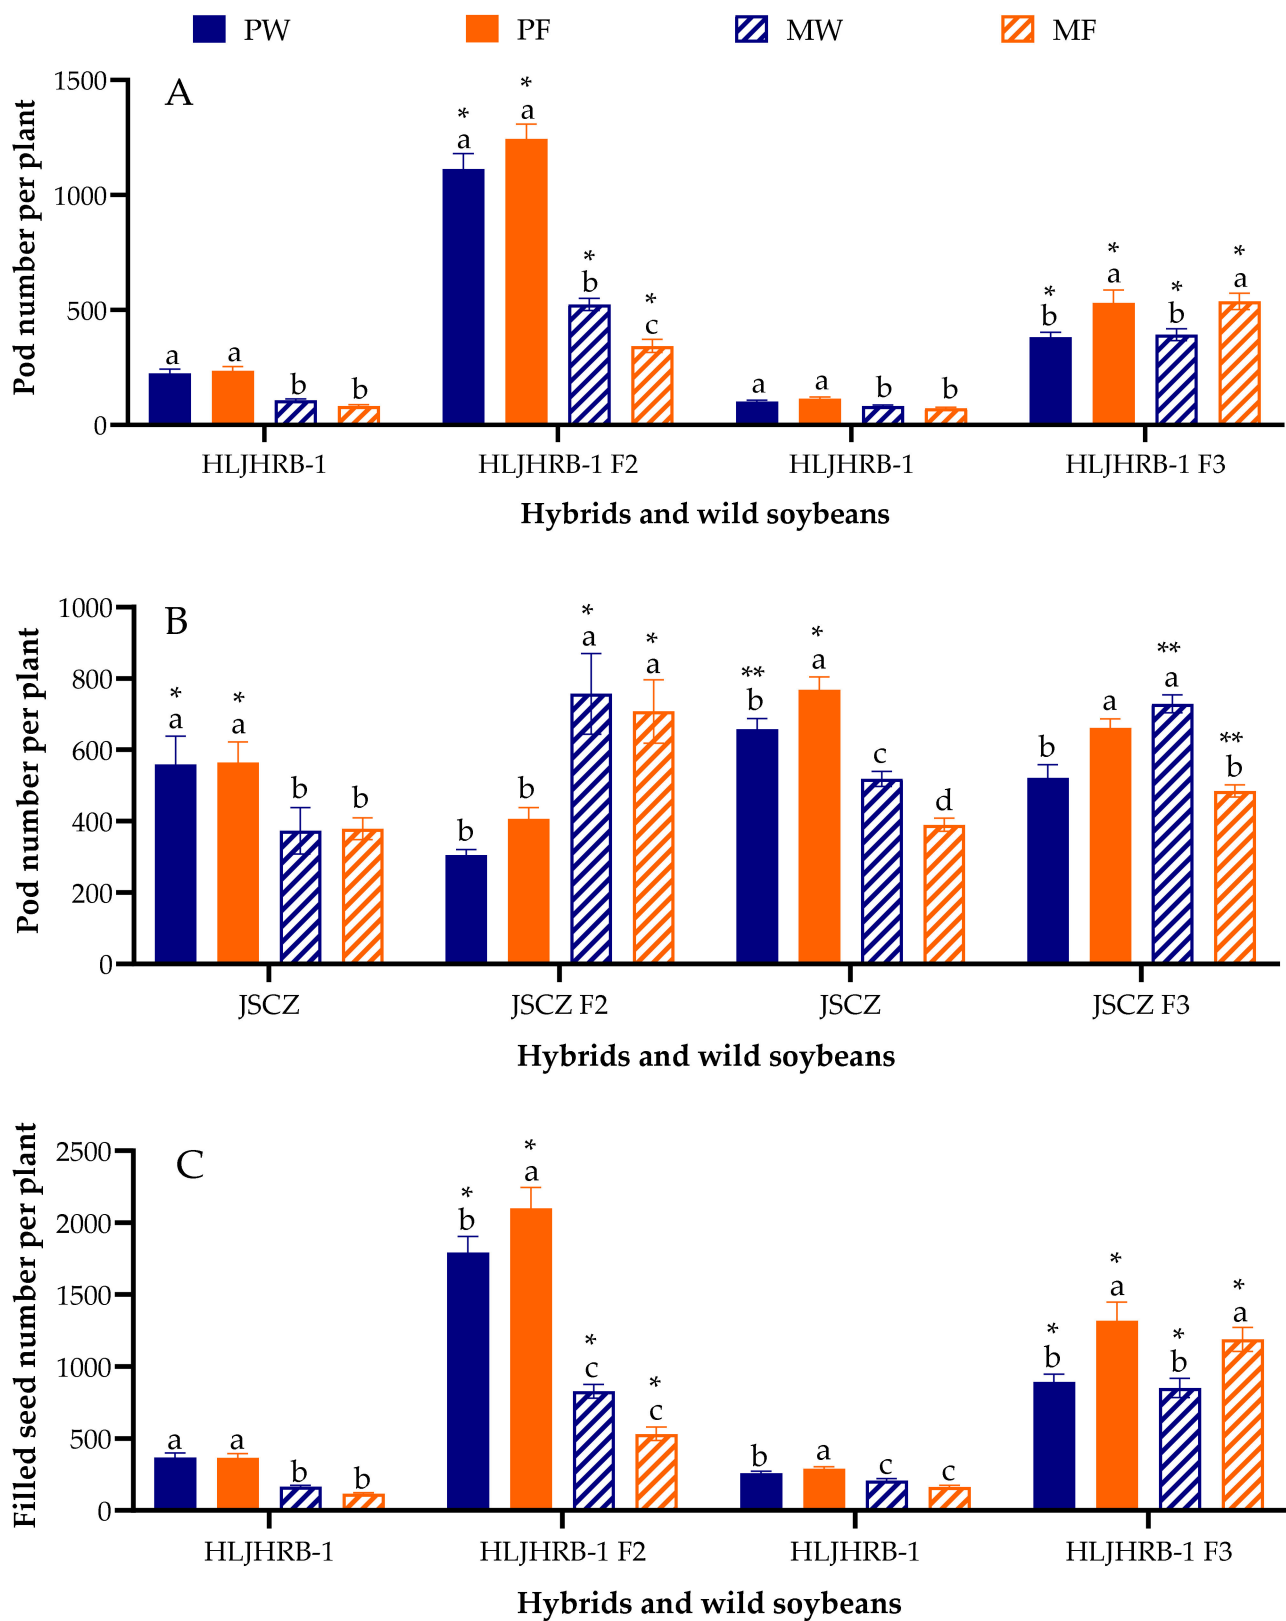 PW PF MW MF
A
Pod number per plant
1500
1000
500
0
* * * * * * * *
a a b b a a b c a a b b b a b a
HLJHRB-1 HLJHRB-1 F2 HLJHRB-1 HLJHRB-1 F3
Hybrids and wild soybeans
B
Pod number per plant
1000
800
600
400
200
0
* * * * ** * ** **
a a b b b b a a b a c d b a a b
JSCZ JSCZ F2 JSCZ JSCZ F3
Hybrids and wild soybeans
C
Filled seed number per plant
2500
2000
1500
1000
500
0
* * * * * * * *
a a b b b a c c b a c c b a b a
HLJHRB-1 HLJHRB-1 F2 HLJHRB-1 HLJHRB-1 F3
Hybrids and wild soybeans